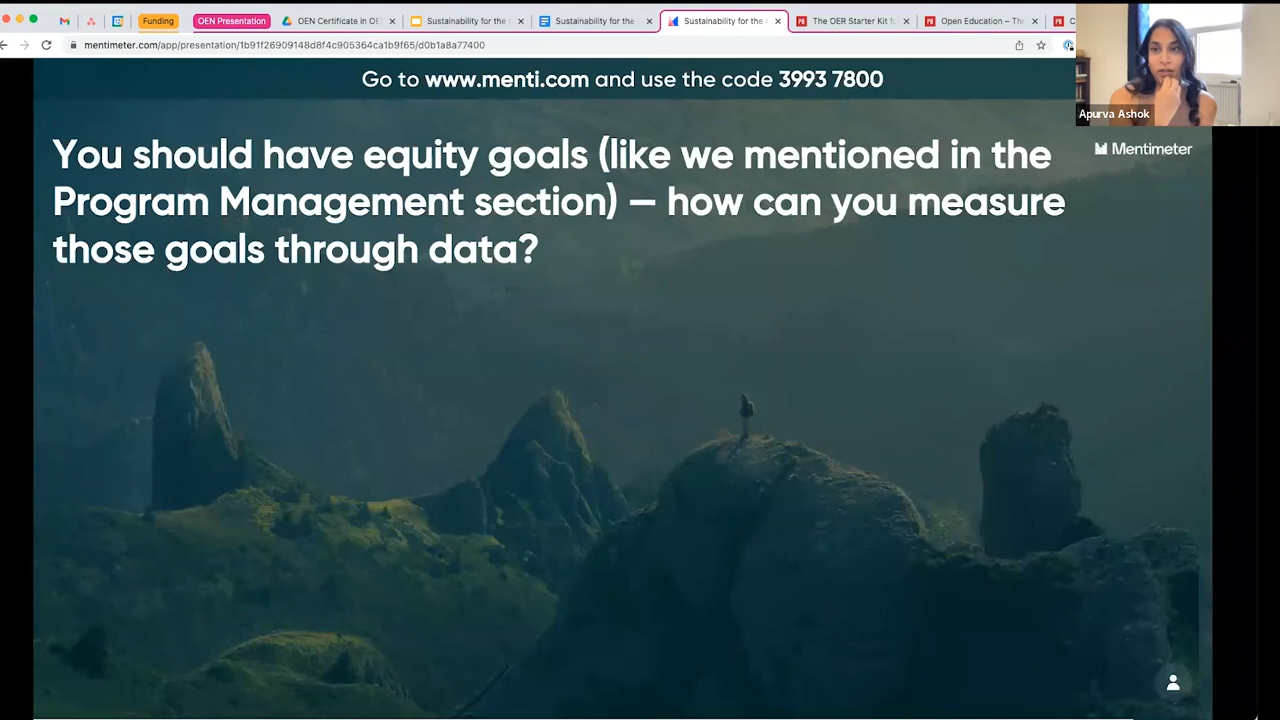 Funding
OEN Presentation
OEN Certificate in OE
Sustainability for the
Sustainability for the
Sustainability for the
The OER Starter Kit fo
Open Education – The
mentimeter.com/app/presentation/1b91f26909148d8f4c905364ca1b9f65/d0b1a8a77400
Go to www.menti.com and use the code 3993 7800
Apurva Ashok
Mentimeter
You should have equity goals (like we mentioned in the
Program Management section) — how can you measure
those goals through data?